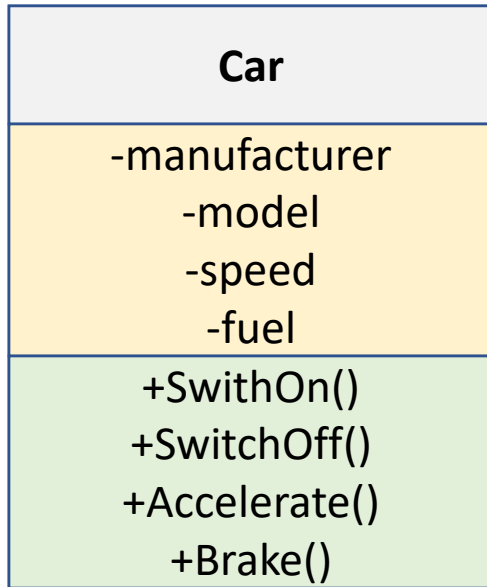 Car
-manufacturer
-model
-speed
-fuel
+SwithOn()
+SwitchOff()
+Accelerate()
+Brake()